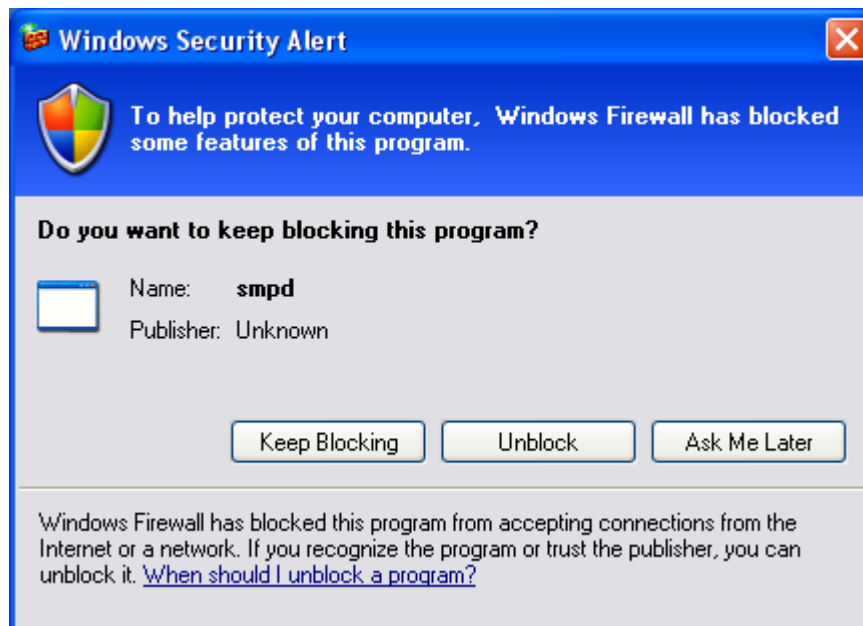 Windows Security Alert
To help protect your computer, Windows Firewall has blocked
some features of this program.
Do you want to keep blocking this program?
Name: smpd
Publisher: Unknown
Keep Blocking Unblock Ask Me Later
Windows Firewall has blocked this program from accepting connections from the
Internet or a network. If you recognize the program or trust the publisher, you can
unblock it. When should I unblock a program?